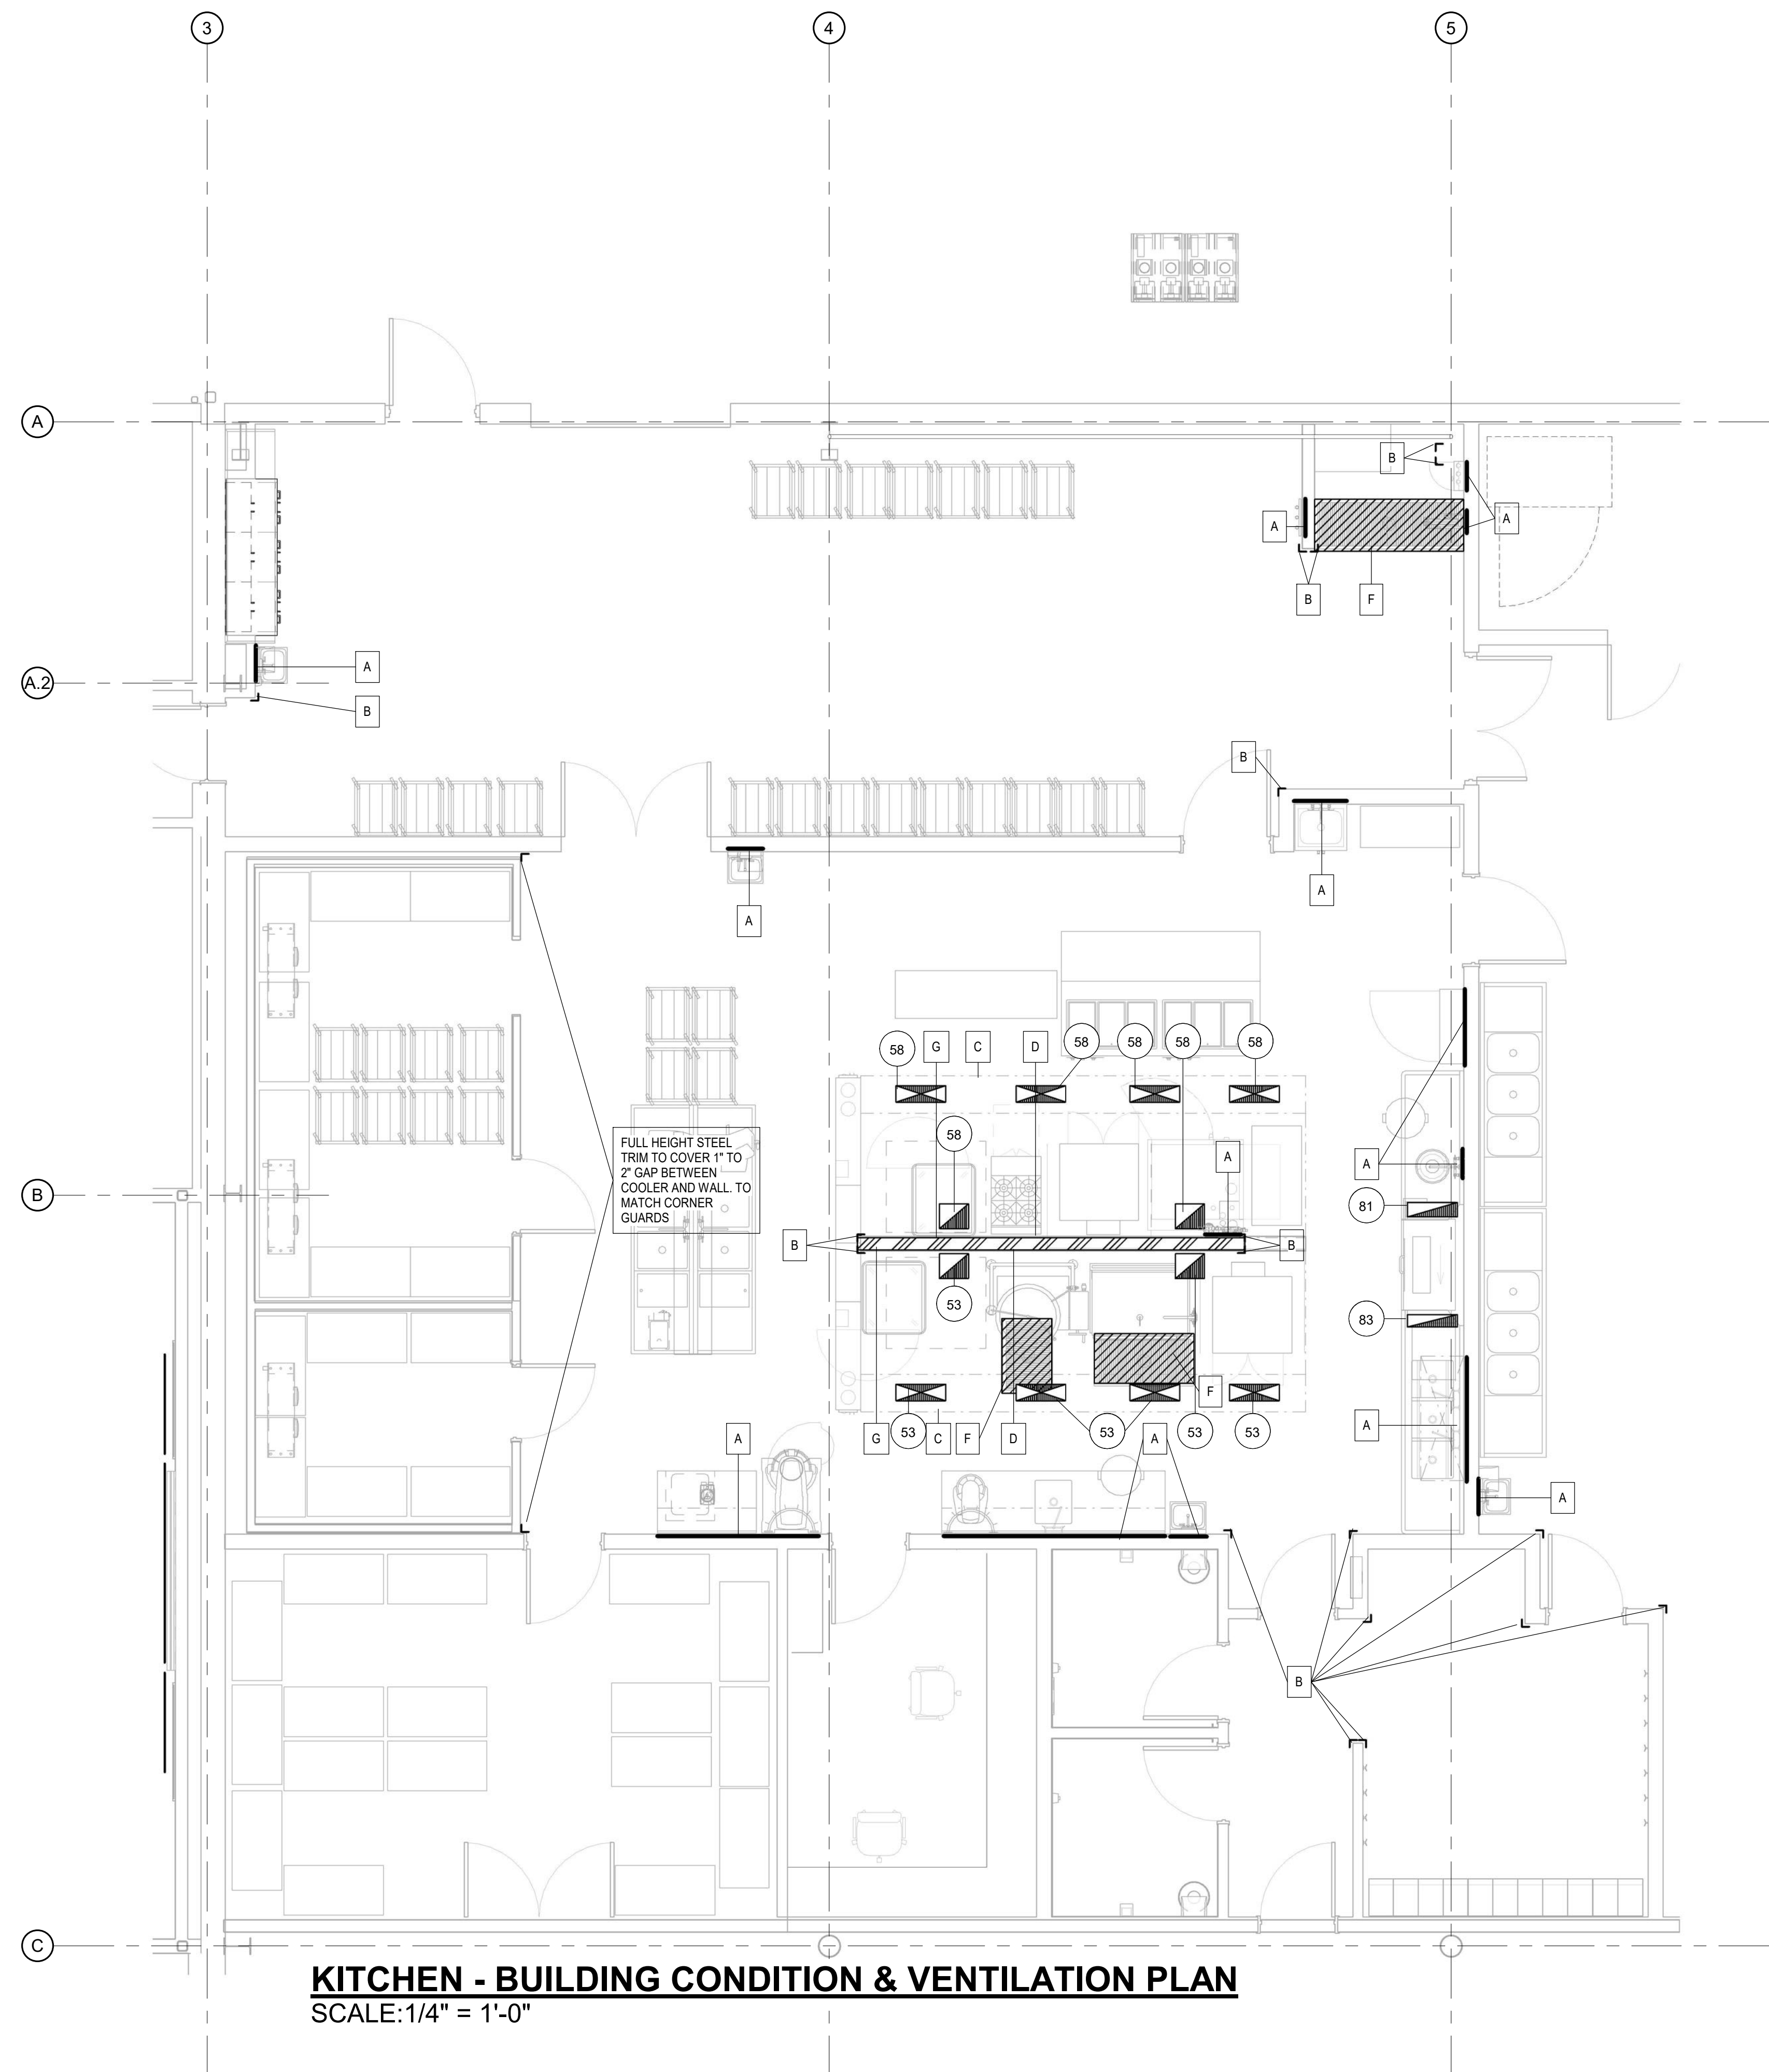 3 4 5
A
B
A A
B F
A.2
A
B
B
A A
58 G C D 58 58 58 58
58
FULL HEIGHT STEEL
TRIM TO COVER 1" TO
2" GAP BETWEEN
COOLER AND WALL. TO
MATCH CORNER
GUARDS
A A
B
81
B B
53
83
F
A
G 53 C F D 53 53 53
A A
A
B
C
KITCHEN - BUILDING CONDITION & VENTILATION PLAN
SCALE:1/4" = 1'-0"